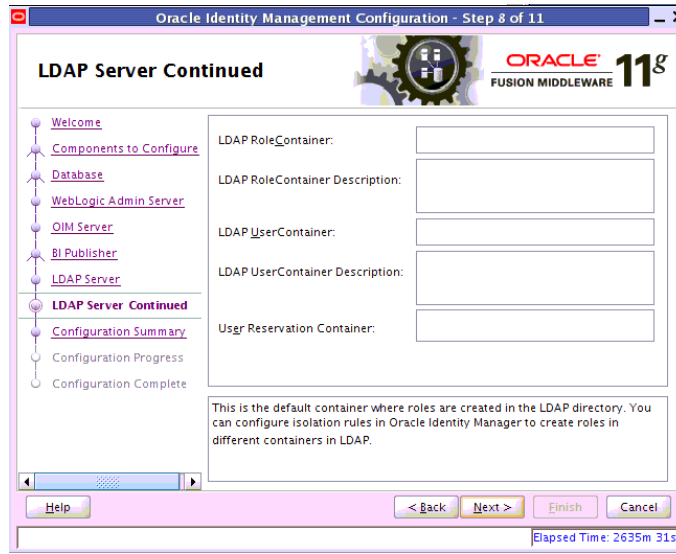 Oracle Identity Management Configuration - Step 8 of 11
LDAP Server Continued
ORACLE
FUSION MIDDLEWARE 11g
Welcome
Components to Configure
Database
WebLogic Admin Server
OIM Server
BI Publisher
LDAP Server
LDAP Server Continued
Configuration Summary
Configuration Progress
Configuration Complete
LDAP RoleContainer:
LDAP RoleContainer Description:
LDAP UserContainer:
LDAP UserContainer Description:
User Reservation Container:
This is the default container where roles are created in the LDAP directory. You
can configure isolation rules in Oracle Identity Manager to create roles in
different containers in LDAP.
Help
< Back
Next >
Finish
Cancel
Elapsed Time: 2635m 31s